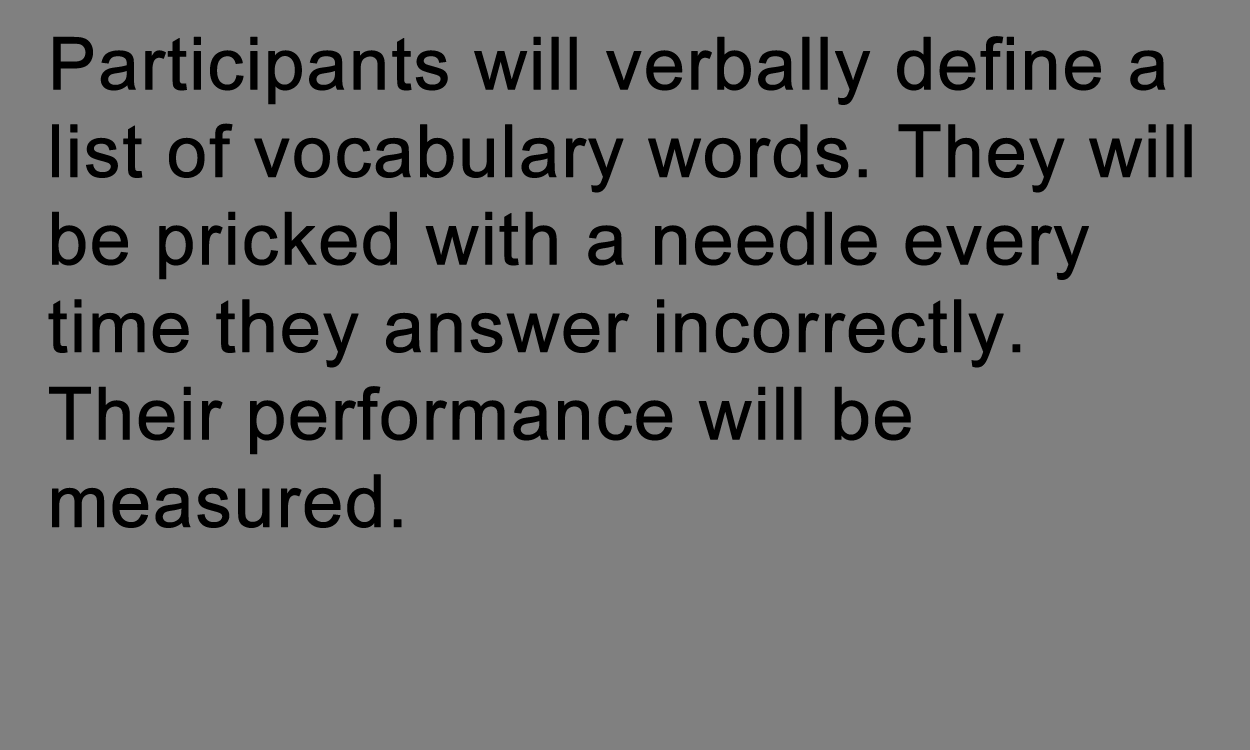 Participants will verbally define a
list of vocabulary words. They will
be pricked with a needle every
time they answer incorrectly.
Their performance will be
measured.